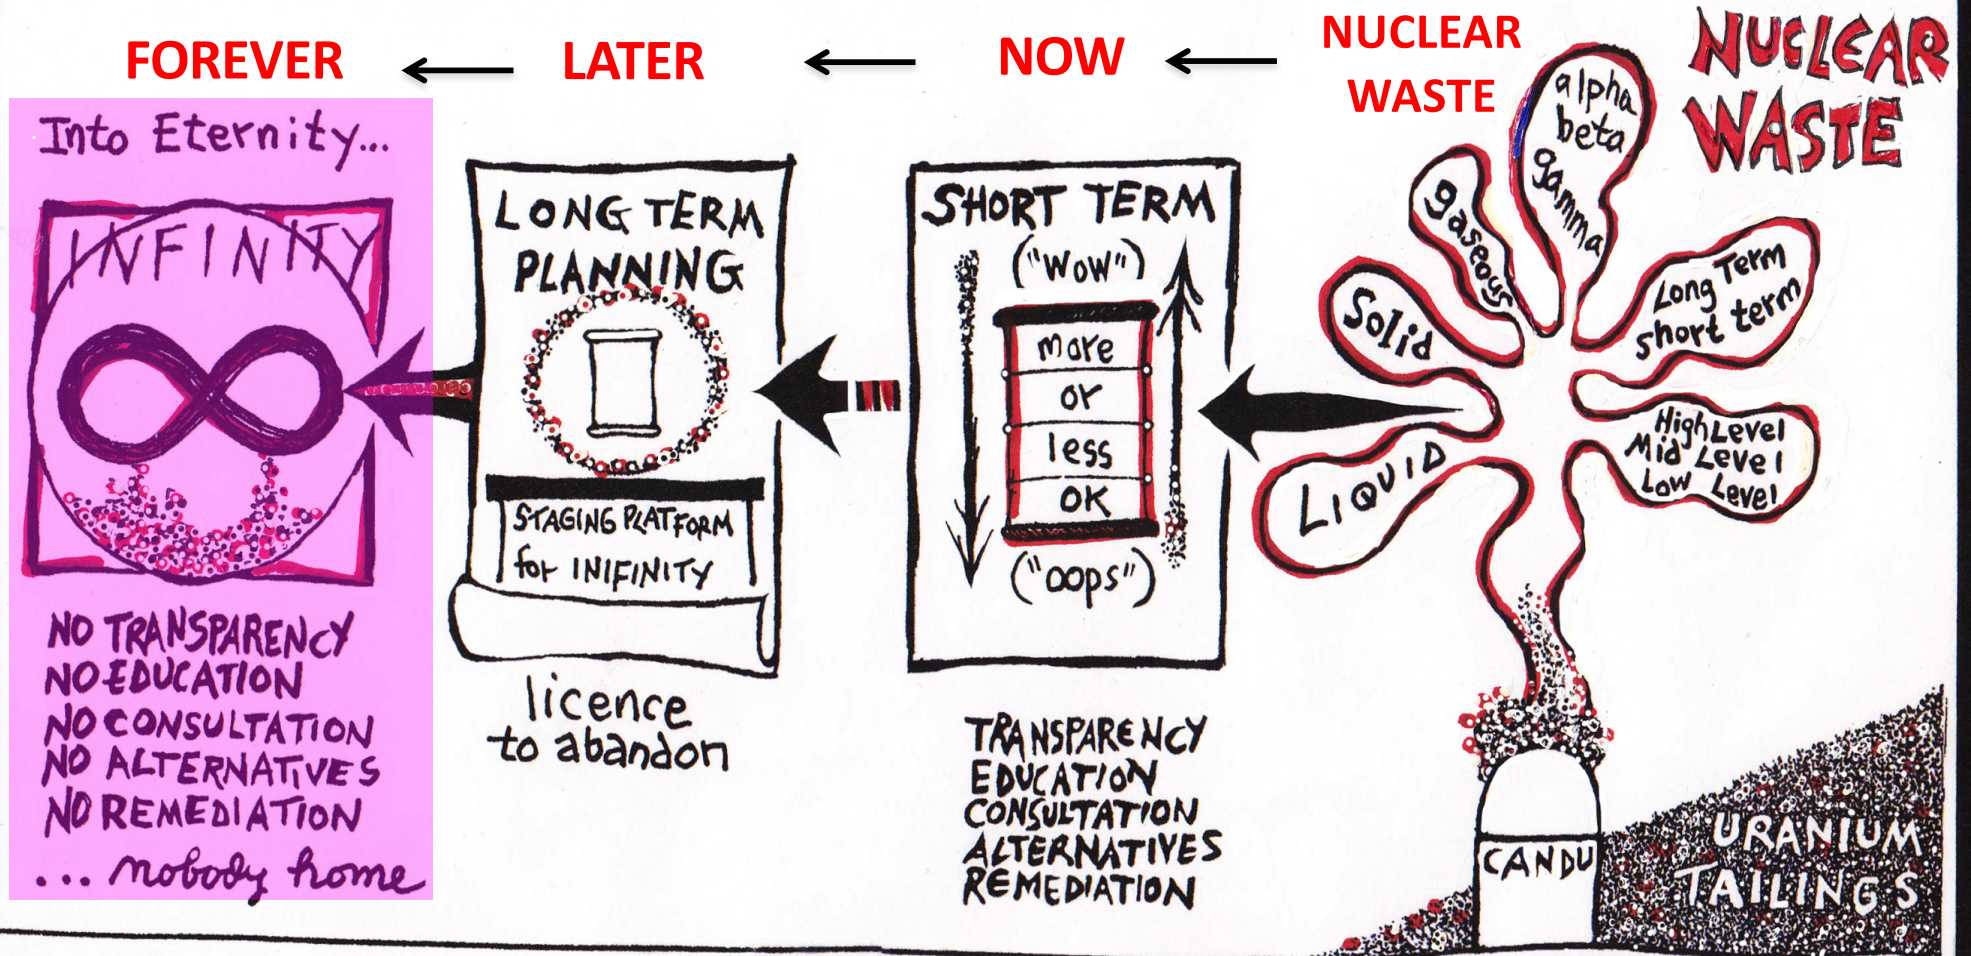 FOREVER
LATER
NOW
NUCLEAR
WASTE
NUCLEAR
WASTE
Into Eternity...
INFINITY
NO TRANSPARENCY
NO EDUCATION
NO CONSULTATION
NO ALTERNATIVES
NO REMEDIATION
... nobody home
LONG TERM
PLANNING
STAGING PLATFORM
for INIFINITY
licence
to abandon
SHORT TERM
("WOW")
more
or
less
OK
("OOPS")
TRANSPARENCY
EDUCATION
CONSULTATION
ALTERNATIVES
REMEDIATION
alpha
beta
gamma
gaseous
Solid
LIQUID
Long Term
short term
High Level
Mid Level
Low Level
CANDU
URANIUM
TAILINGS